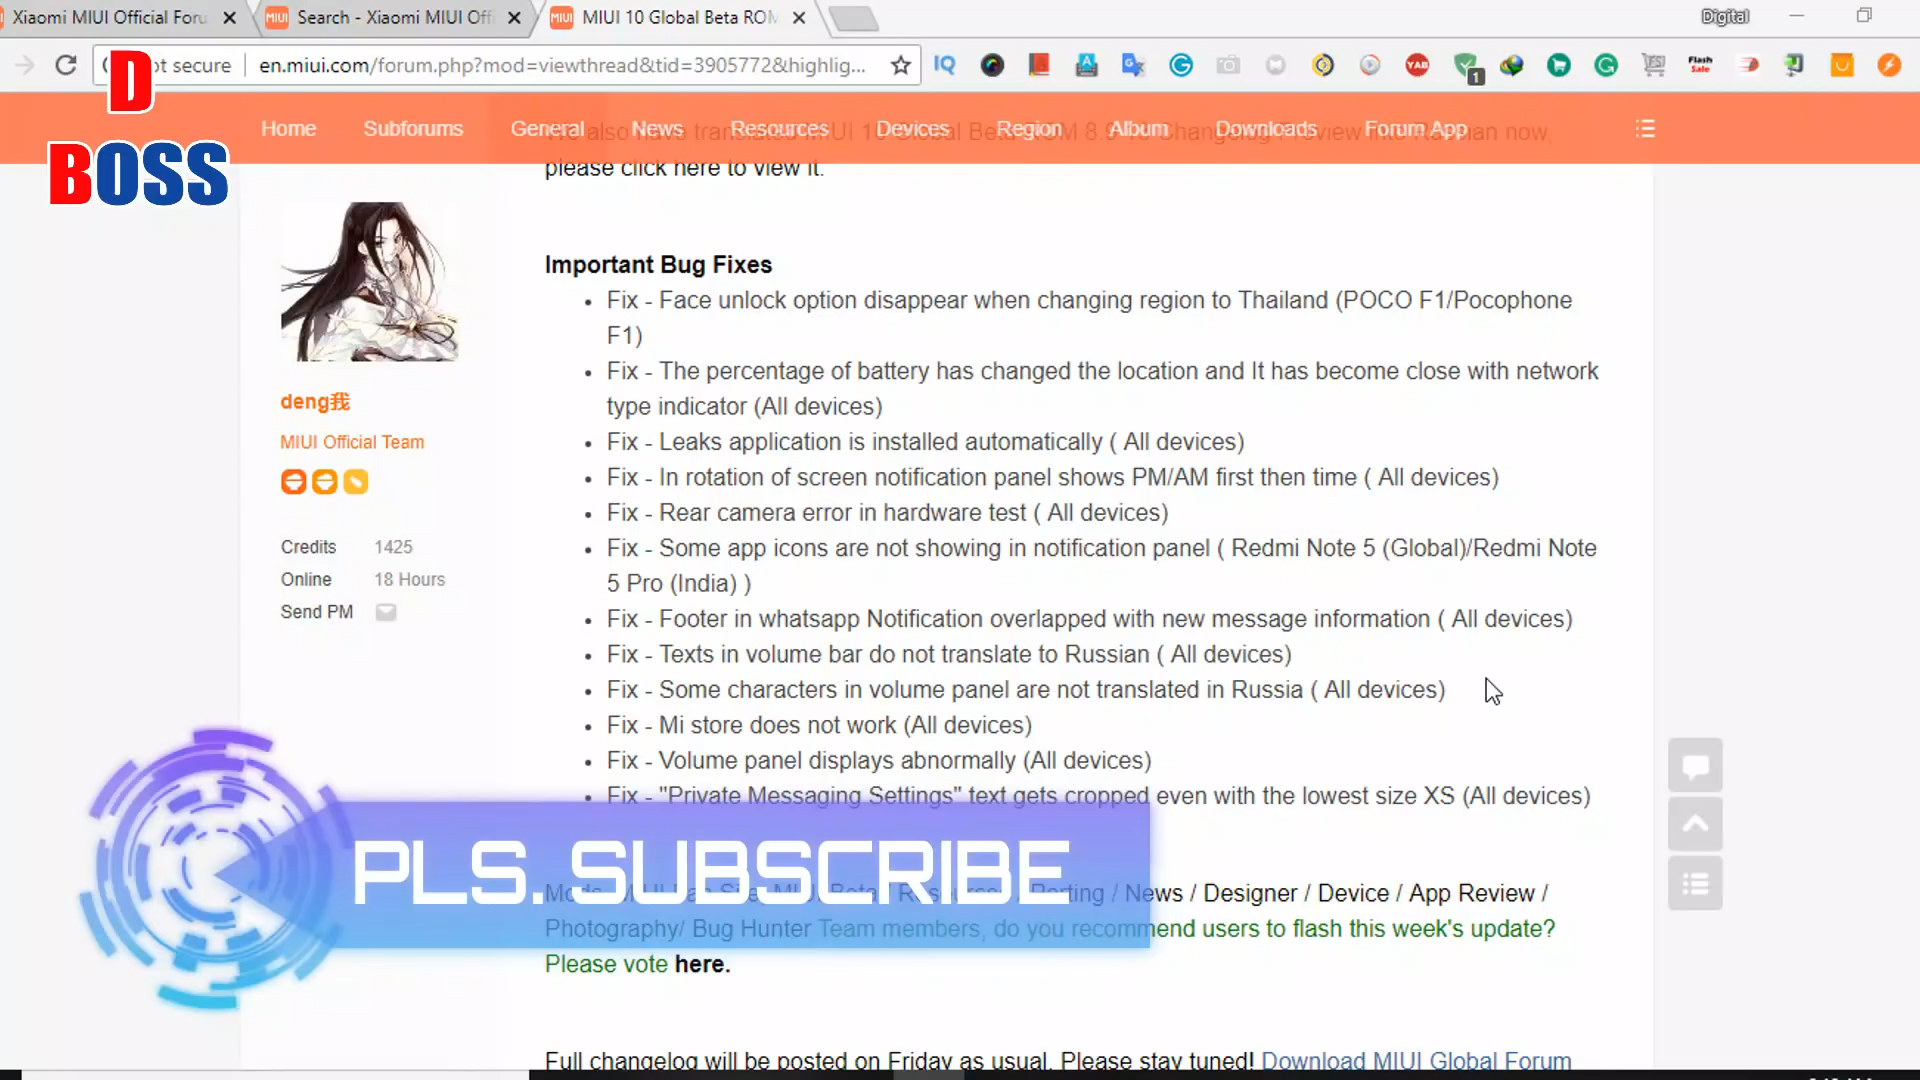 Xiaomi MIUI Official Foru
Search - Xiaomi MIUI Offi
MIUI 10 Global Beta ROM
Digital
ot secure
en.miui.com/forum.php?mod=viewthread&tid=3905772&highlig...
IQ
YAB
1
Flash
Sale
D
BOSS
Home
Subforums
General
News
Resources
Devices
Region
Album
Downloads
Forum App
please click here to view it.
Important Bug Fixes
• Fix - Face unlock option disappear when changing region to Thailand (POCO F1/Pocophone
F1)
• Fix - The percentage of battery has changed the location and It has become close with network
type indicator (All devices)
• Fix - Leaks application is installed automatically ( All devices)
• Fix - In rotation of screen notification panel shows PM/AM first then time ( All devices)
• Fix - Rear camera error in hardware test ( All devices)
• Fix - Some app icons are not showing in notification panel ( Redmi Note 5 (Global)/Redmi Note
5 Pro (India) )
• Fix - Footer in whatsapp Notification overlapped with new message information ( All devices)
• Fix - Texts in volume bar do not translate to Russian ( All devices)
• Fix - Some characters in volume panel are not translated in Russia ( All devices)
• Fix - Mi store does not work (All devices)
• Fix - Volume panel displays abnormally (All devices)
• Fix - "Private Messaging Settings" text gets cropped even with the lowest size XS (All devices)
deng我
MIUI Official Team
Credits 1425
Online 18 Hours
Send PM
PLS. SUBSCRIBE
News / Designer / Device / App Review /
Photography/ Bug Hunter Team members, do you recommend users to flash this week's update?
Please vote here.
Full changelog will be posted on Friday as usual. Please stay tuned! Download MIUI Global Forum